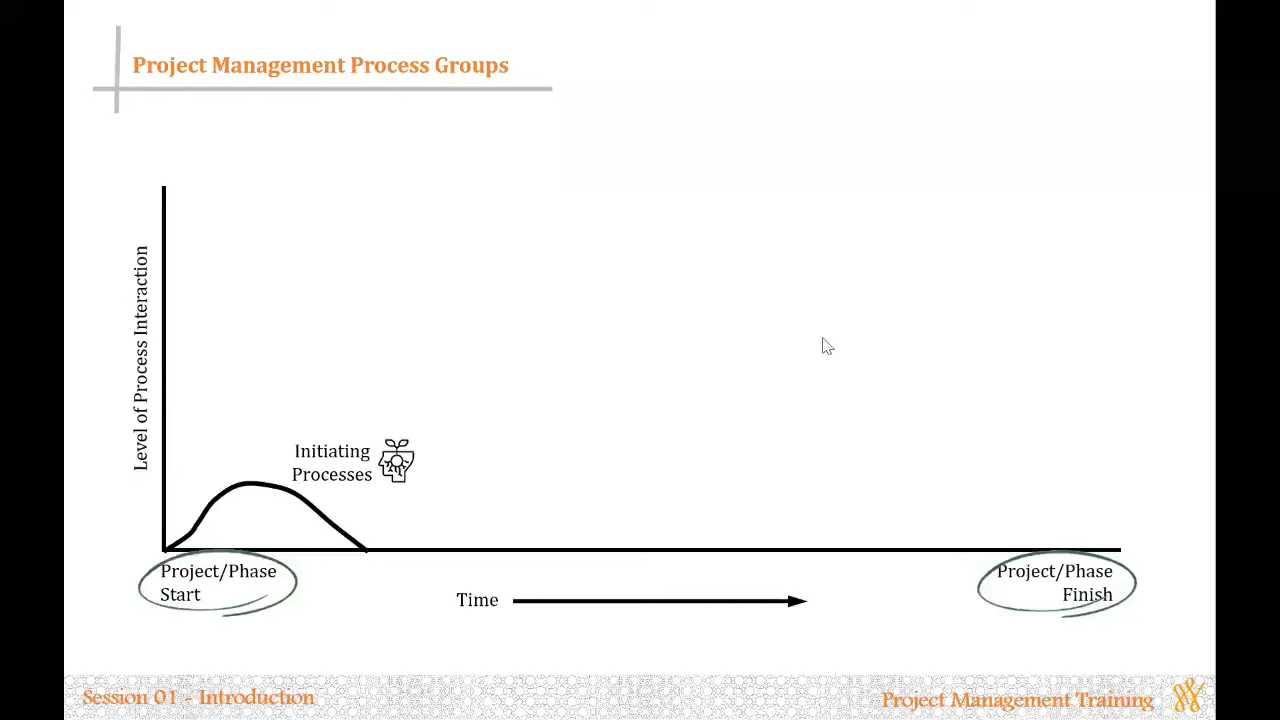 Project Management Process Groups
Level of Process Interaction
Initiating
Processes
Project/Phase
Start
Time
Project/Phase
Finish
Session 01 - Introduction
Project Management Training